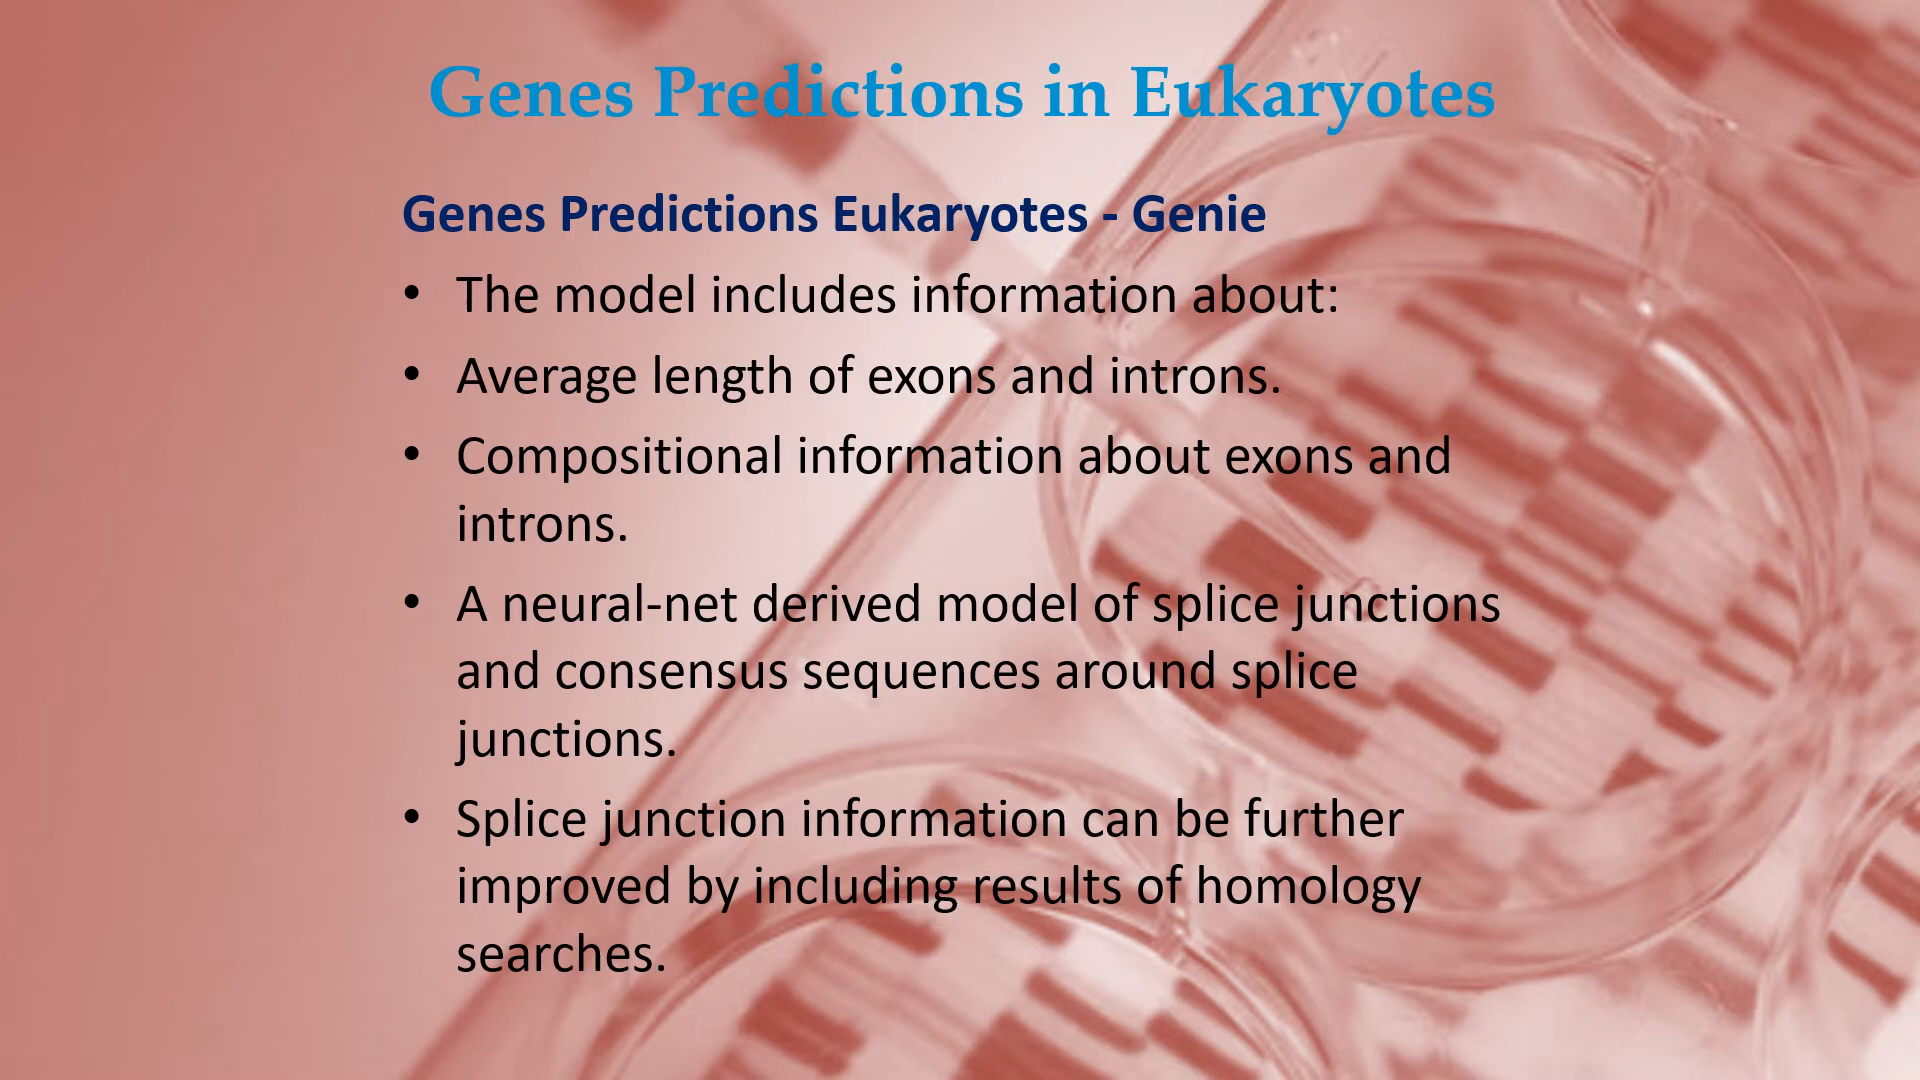 Genes Predictions in Eukaryotes
Genes Predictions Eukaryotes - Genie
• The model includes information about:
• Average length of exons and introns.
• Compositional information about exons and
introns.
• A neural-net derived model of splice junctions
and consensus sequences around splice
junctions.
• Splice junction information can be further
improved by including results of homology
searches.